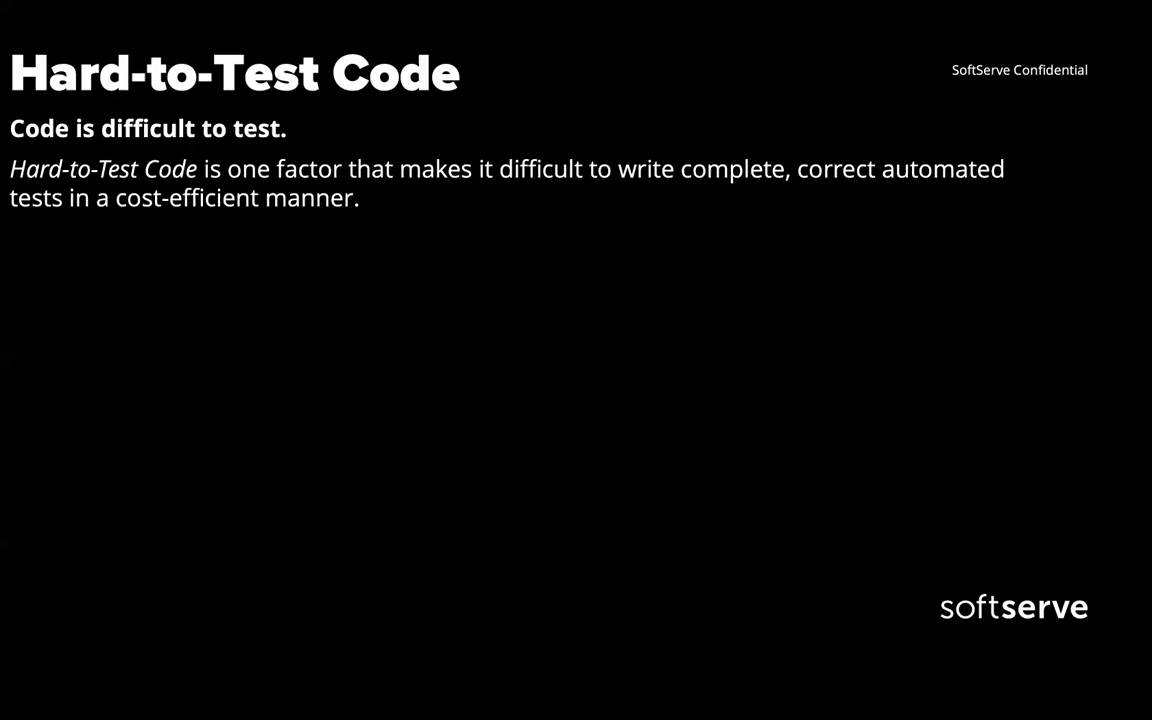 Hard-to-Test Code
SoftServe Confidential
Code is difficult to test.
Hard-to-Test Code is one factor that makes it difficult to write complete, correct automated
tests in a cost-efficient manner.
softserve